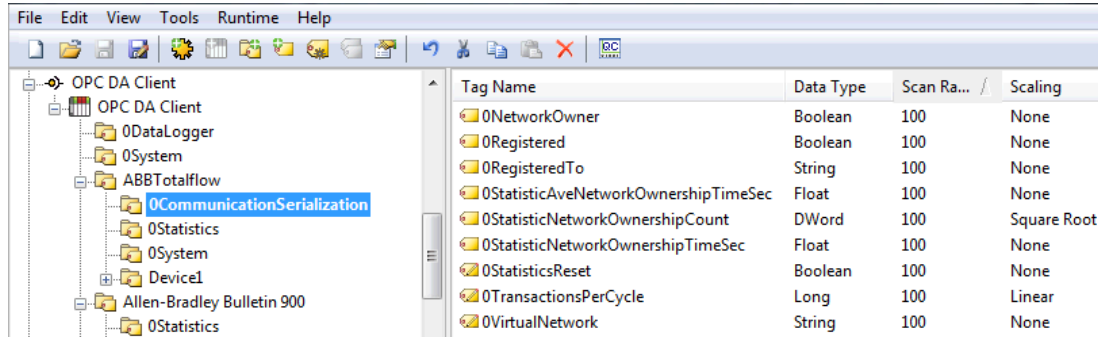 File Edit View Tools Runtime Help
QC
OPC DA Client
OPC DA Client
0DataLogger
0System
ABBTotalflow
0CommunicationSerialization
0Statistics
0System
Device1
Allen-Bradley Bulletin 900
0Statistics
Tag Name Data Type Scan Ra... Scaling
0NetworkOwner Boolean 100 None
0Registered Boolean 100 None
0RegisteredTo String 100 None
0StatisticAveNetworkOwnershipTimeSec Float 100 None
0StatisticNetworkOwnershipCount DWord 100 Square Root
0StatisticNetworkOwnershipTimeSec Float 100 None
0StatisticsReset Boolean 100 None
0TransactionsPerCycle Long 100 Linear
0VirtualNetwork String 100 None